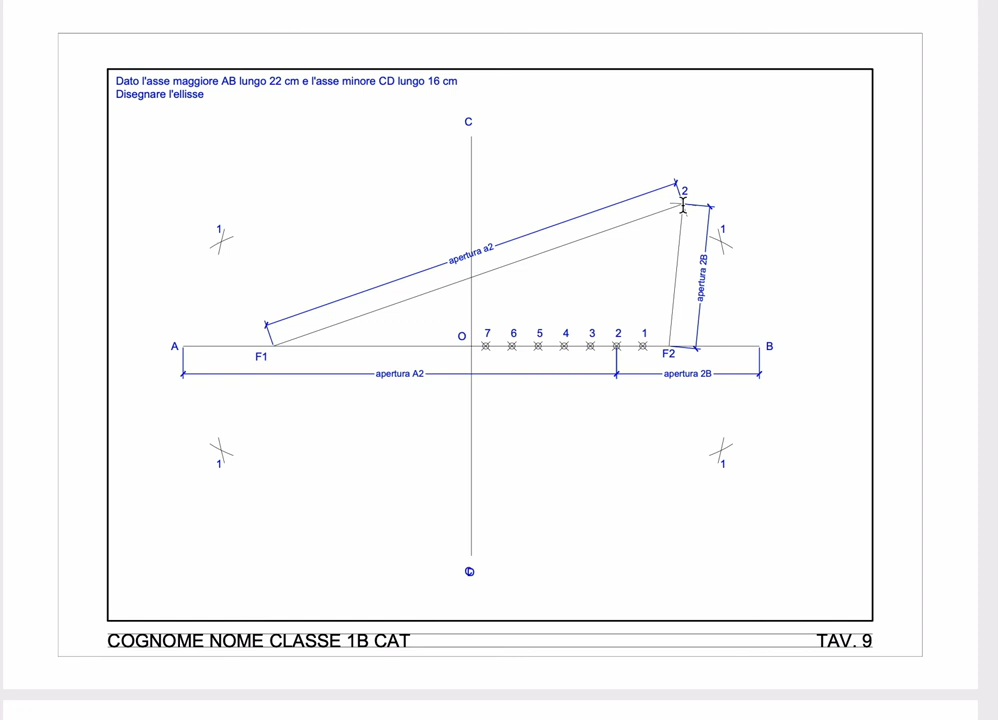 Dato l'asse maggiore AB lungo 22 cm e l'asse minore CD lungo 16 cm
Disegnare l'ellisse
C
2
1
1
apertura a2
apertura 2B
O
7 6 5 4 3 2 1
A
B
F1
F2
apertura A2
apertura 2B
1
1
COGNOME NOME CLASSE 1B CAT
TAV. 9